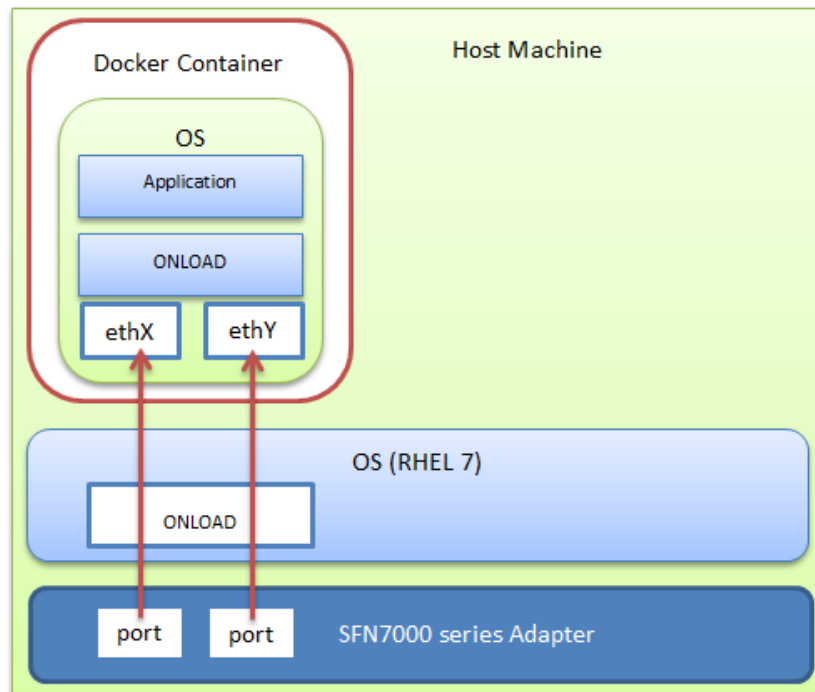 Docker Container
Host Machine
OS
Application
ONLOAD
ethX
ethY
OS (RHEL 7)
ONLOAD
port
port
SFN7000 series Adapter